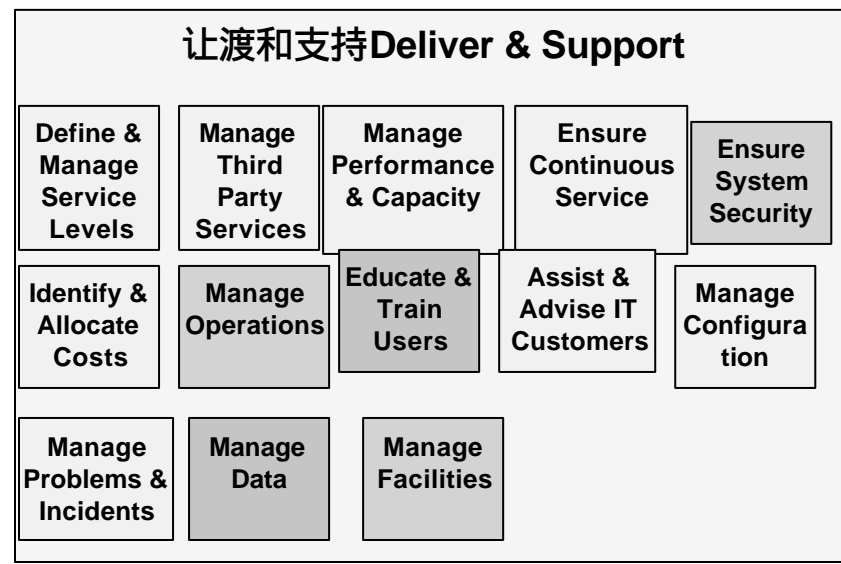 让渡和支持Deliver & Support
Define &
Manage
Service
Levels
Manage
Third
Party
Services
Manage
Performance
& Capacity
Ensure
Continuous
Service
Ensure
System
Security
Identify &
Allocate
Costs
Manage
Operations
Educate &
Train
Users
Assist &
Advise IT
Customers
Manage
Configura
tion
Manage
Problems &
Incidents
Manage
Data
Manage
Facilities